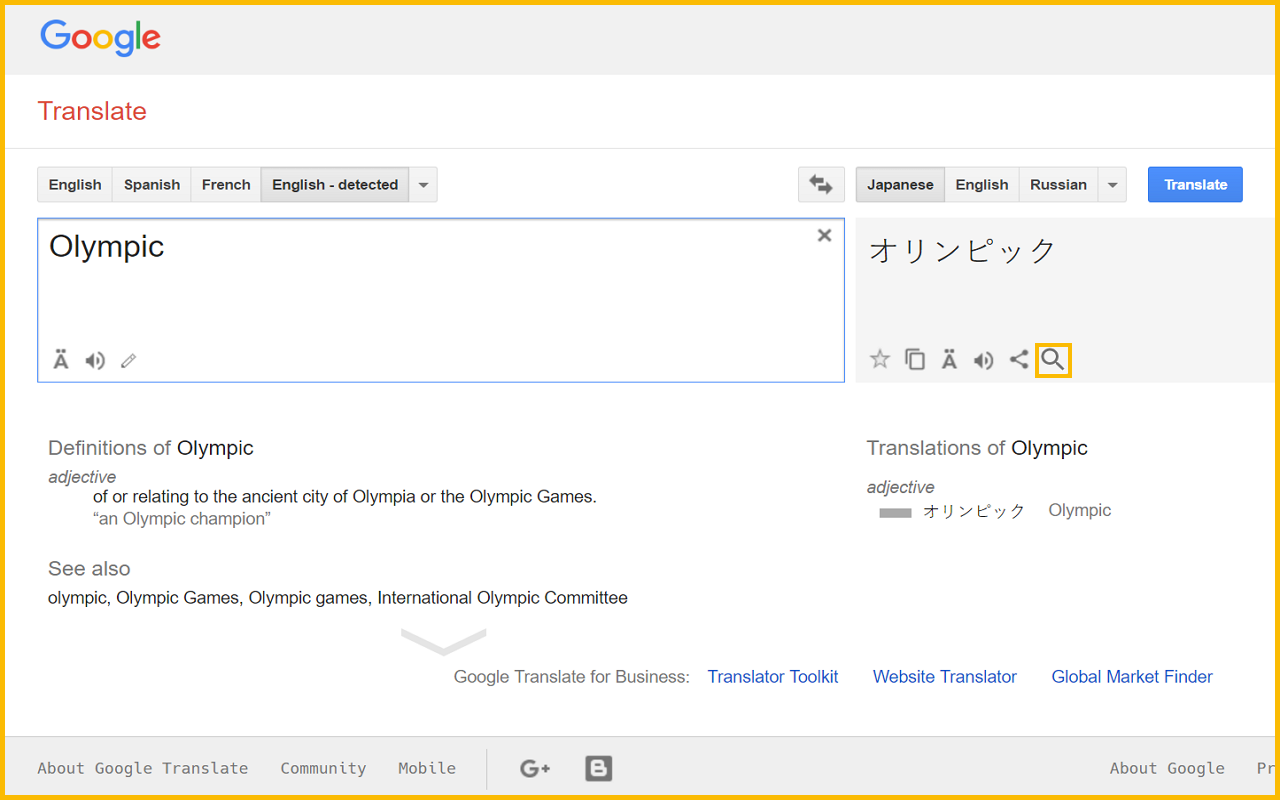 Google
Translate
English Spanish French English - detected Japanese English Russian Translate
Olympic
オリンピック
Ä Ä
Definitions of Olympic Translations of Olympic
adjective adjective
of or relating to the ancient city of Olympia or the Olympic Games. オリンピック Olympic
“an Olympic champion”
See also
olympic, Olympic Games, Olympic games, International Olympic Committee
Google Translate for Business: Translator Toolkit Website Translator Global Market Finder
About Google Translate Community Mobile G+ B About Google Pr